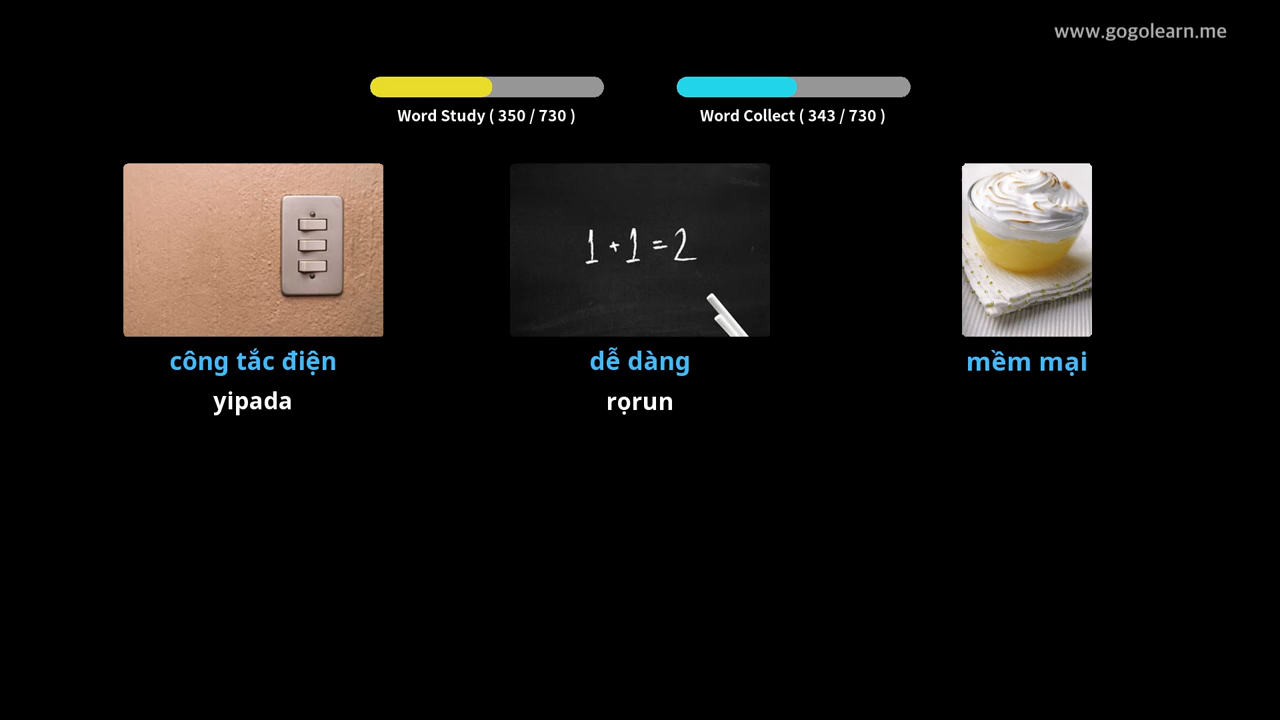 www.gogolearn.me
Word Study ( 350 / 730 )
Word Collect ( 343 / 730 )
1 + 1 = 2
công tắc điện
dễ dàng
mềm mại
yipada
rọrun